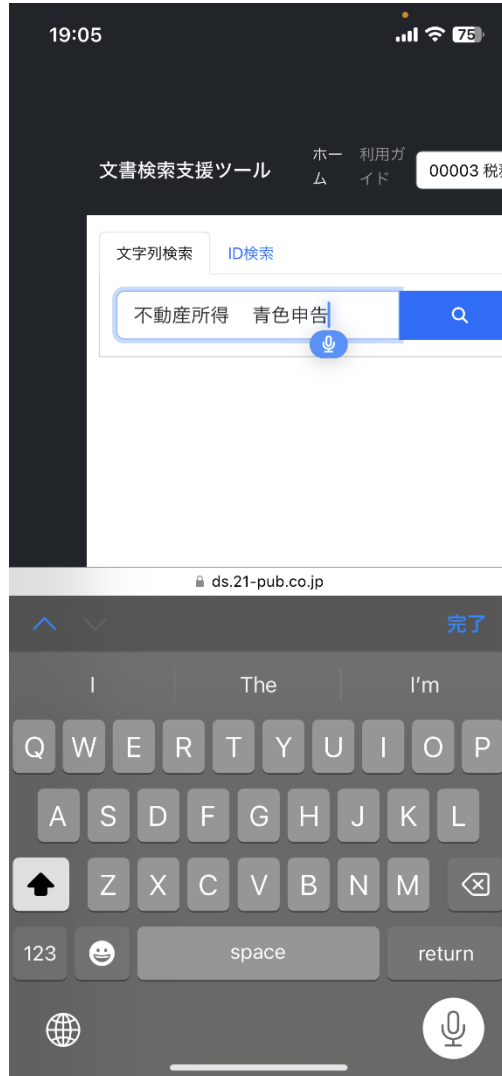 19:05
75
文書検索支援ツール
ホー
ム
利用ガ
イド
00003 税
文字列検索
ID検索
不動産所得　青色申告
ds.21-pub.co.jp
完了
I The I'm
Q W E R T Y U I O P
A S D F G H J K L
Z X C V B N M
123 space return